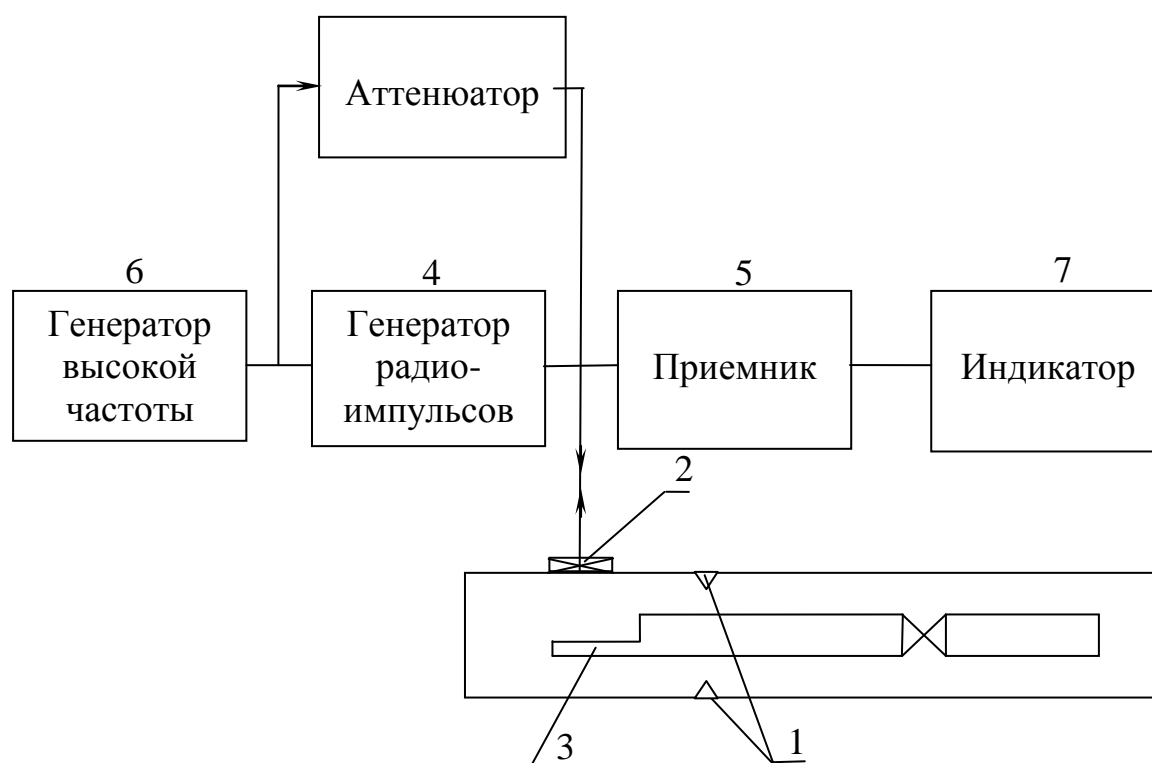 Аттенюатор
6
4
5
7
Генератор
высокой
частоты
Генератор
радио-
импульсов
Приемник
Индикатор
2
3
1